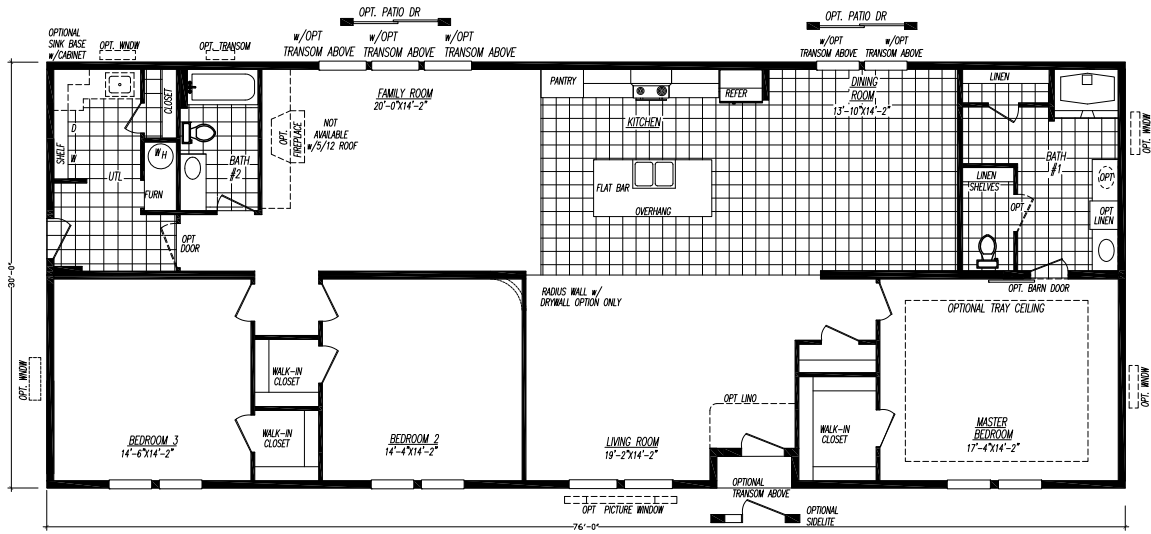 OPT. PATIO DR
OPT. PATIO DR
OPTIONAL
SINK BASE
w/CABINET
OPT. WNDW
OPT. TRANSOM
w/OPT
TRANSOM ABOVE
w/OPT
TRANSOM ABOVE
w/OPT
TRANSOM ABOVE
w/OPT
TRANSOM ABOVE
w/OPT
TRANSOM ABOVE
CLOSET
FAMILY ROOM
20'-0"X14'-2"
PANTRY
REFER
KITCHEN
DINING
ROOM
13'-10"X14'-2"
LINEN
OPT. WNDW
SHELF
D
W
UTL
WH
FURN
BATH
#2
OPT.
FIREPLACE
NOT
AVAILABLE
w/5/12 ROOF
FLAT BAR
OVERHANG
BATH
#1
LINEN
SHELVES
OPT
OPT
OPT
LINEN
OPT
DOOR
30'-0"
RADIUS WALL w/
DRYWALL OPTION ONLY
OPT. BARN DOOR
OPTIONAL TRAY CEILING
OPT. WNDW
WALK-IN
CLOSET
OPT. WNDW
OPT LINO
BEDROOM 3
14'-6"X14'-2"
WALK-IN
CLOSET
BEDROOM 2
14'-4"X14'-2"
LIVING ROOM
19'-2"X14'-2"
WALK-IN
CLOSET
MASTER
BEDROOM
17'-4"X14'-2"
OPT PICTURE WINDOW
OPTIONAL
TRANSOM ABOVE
OPTIONAL
SIDELITE
76'-0"